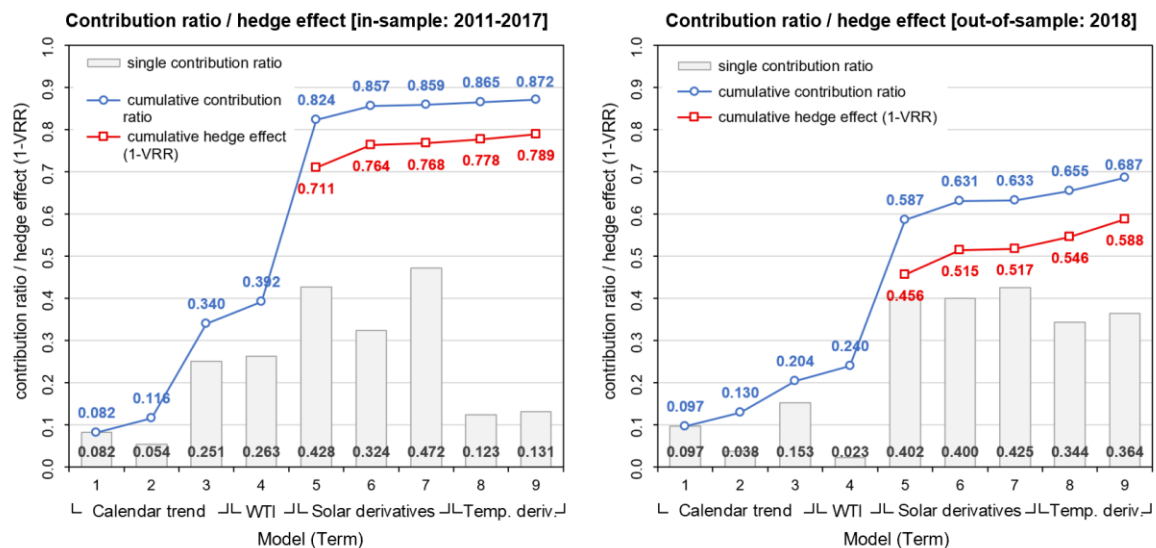 Contribution ratio / hedge effect [in-sample: 2011-2017]
contribution ratio / hedge effect (1-VRR)
1.0
0.9
0.8
0.7
0.6
0.5
0.4
0.3
0.2
0.1
0.0
single contribution ratio
cumulative contribution
ratio
cumulative hedge effect
(1-VRR)
0.824 0.857 0.859 0.865 0.872
0.711 0.764 0.768 0.778 0.789
0.082 0.116 0.340 0.392
0.082 0.054 0.251 0.263 0.428 0.324 0.472 0.123 0.131
1 2 3 4 5 6 7 8 9
Calendar trend WTI Solar derivatives Temp. deriv.
Model (Term)
Contribution ratio / hedge effect [out-of-sample: 2018]
contribution ratio / hedge effect (1-VRR)
1.0
0.9
0.8
0.7
0.6
0.5
0.4
0.3
0.2
0.1
0.0
single contribution ratio
cumulative contribution ratio
cumulative hedge effect (1-VRR)
0.587 0.631 0.633 0.655 0.687
0.456 0.515 0.517 0.546 0.588
0.097 0.130 0.204 0.240
0.097 0.038 0.153 0.023 0.402 0.400 0.425 0.344 0.364
1 2 3 4 5 6 7 8 9
Calendar trend WTI Solar derivatives Temp. deriv.
Model (Term)